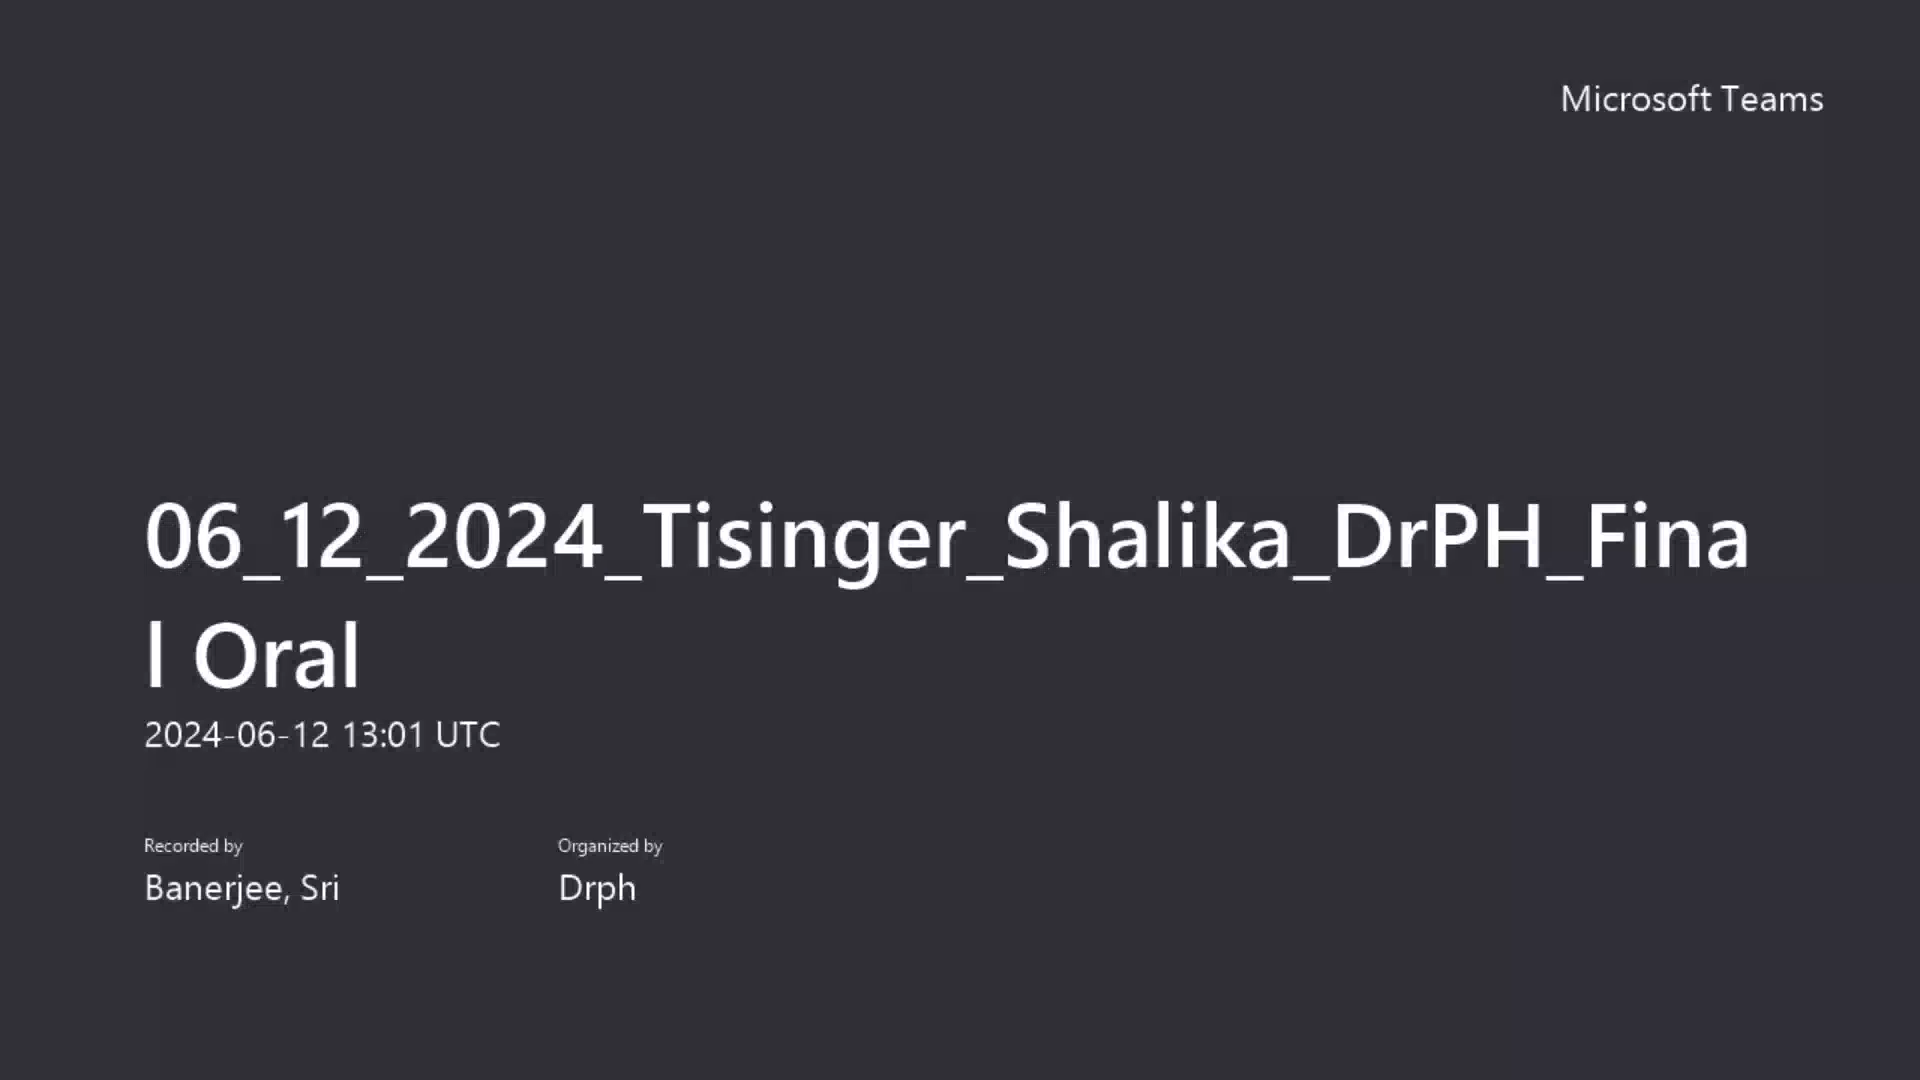 Microsoft Teams
06_12_2024_Tisinger_Shalika_DrPH_Fina
l Oral
2024-06-12 13:01 UTC
Recorded by
Organized by
Banerjee, Sri
Drph